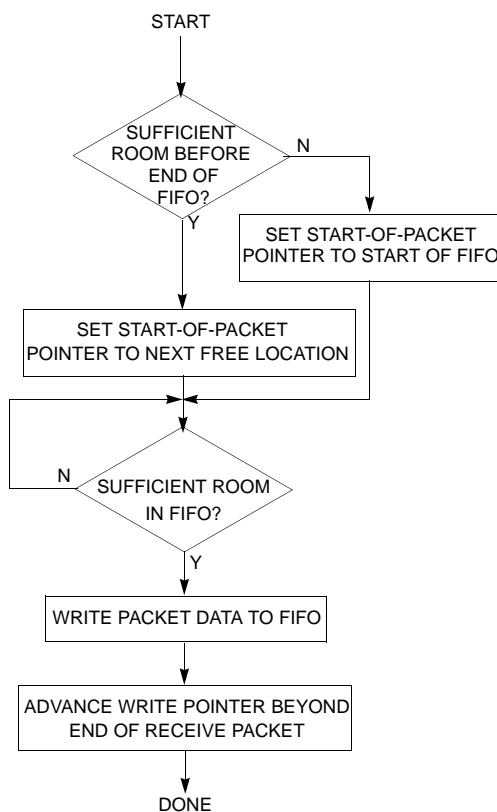 START
SUFFICIENT
ROOM BEFORE
END OF
FIFO?
N
Y
SET START-OF-PACKET
POINTER TO START OF FIFO
SET START-OF-PACKET
POINTER TO NEXT FREE LOCATION
N
SUFFICIENT ROOM
IN FIFO?
Y
WRITE PACKET DATA TO FIFO
ADVANCE WRITE POINTER BEYOND
END OF RECEIVE PACKET
DONE